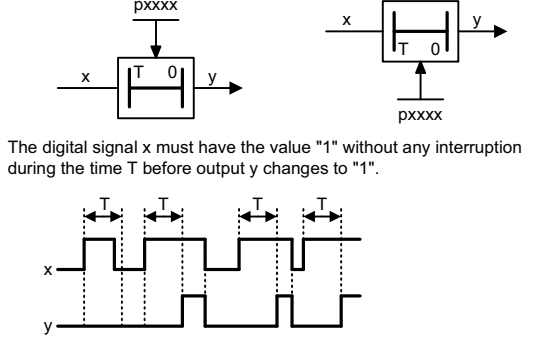 pxxxx
x
T 0
y
x
T 0
y
pxxxx
The digital signal x must have the value "1" without any interruption
during the time T before output y changes to "1".
T T T T
x
y